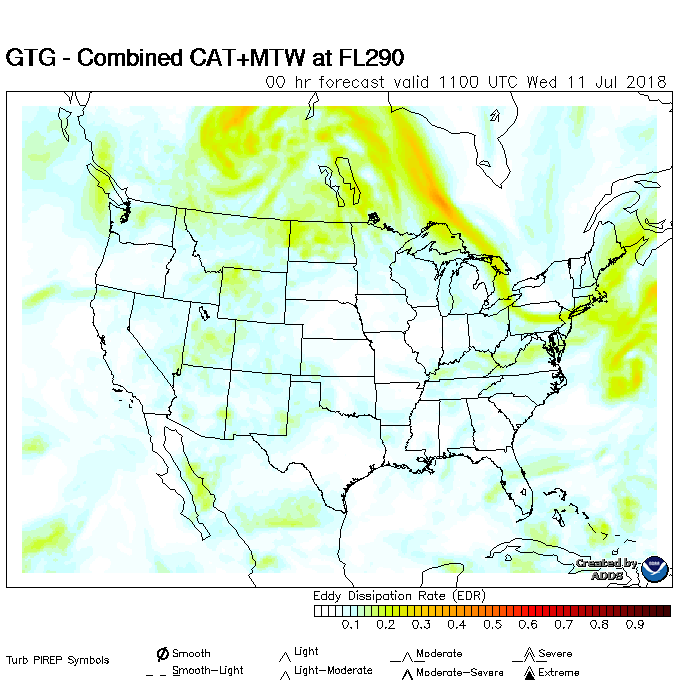 GTG - Combined CAT+MTW at FL290
00 hr forecast valid 1100 UTC Wed 11 Jul 2018
Created by
ADDS
Eddy Dissipation Rate (EDR)
0.1 0.2 0.3 0.4 0.5 0.6 0.7 0.8 0.9
Turb PIREP Symbols
Smooth Light Moderate Severe
Smooth-Light Light-Moderate Moderate-Severe Extreme